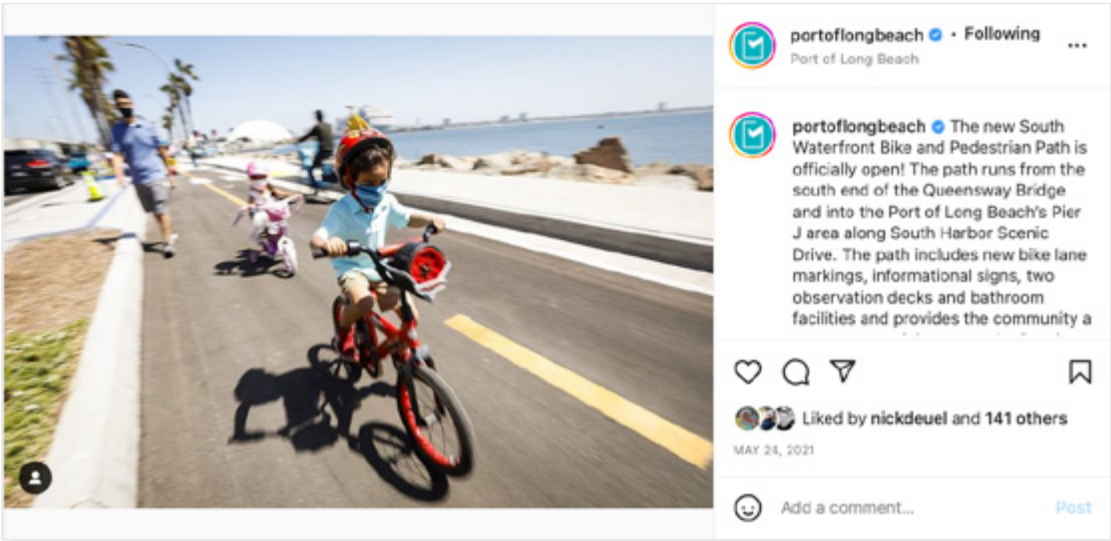 portoflongbeach • Following
Port of Long Beach
...
portoflongbeach The new South
Waterfront Bike and Pedestrian Path is
officially open! The path runs from the
south end of the Queensway Bridge
and into the Port of Long Beach's Pier
J area along South Harbor Scenic
Drive. The path includes new bike lane
markings, informational signs, two
observation decks and bathroom
facilities and provides the community a
Liked by nickdeuel and 141 others
MAY 24, 2021
Add a comment... Post